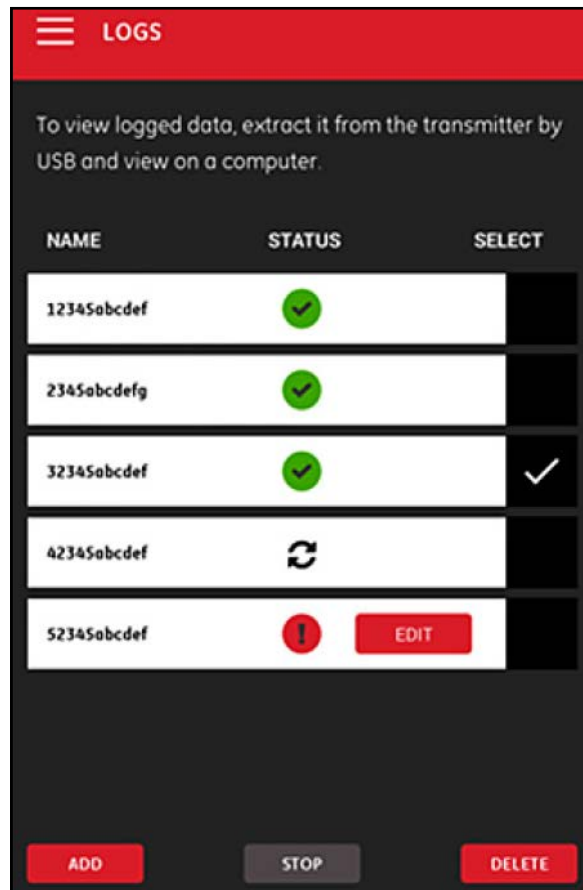 LOGS
To view logged data, extract it from the transmitter by
USB and view on a computer.
NAME STATUS SELECT
12345abcdef
2345abcdefg
32345abcdef
42345abcdef
52345abcdef ! EDIT
ADD STOP DELETE